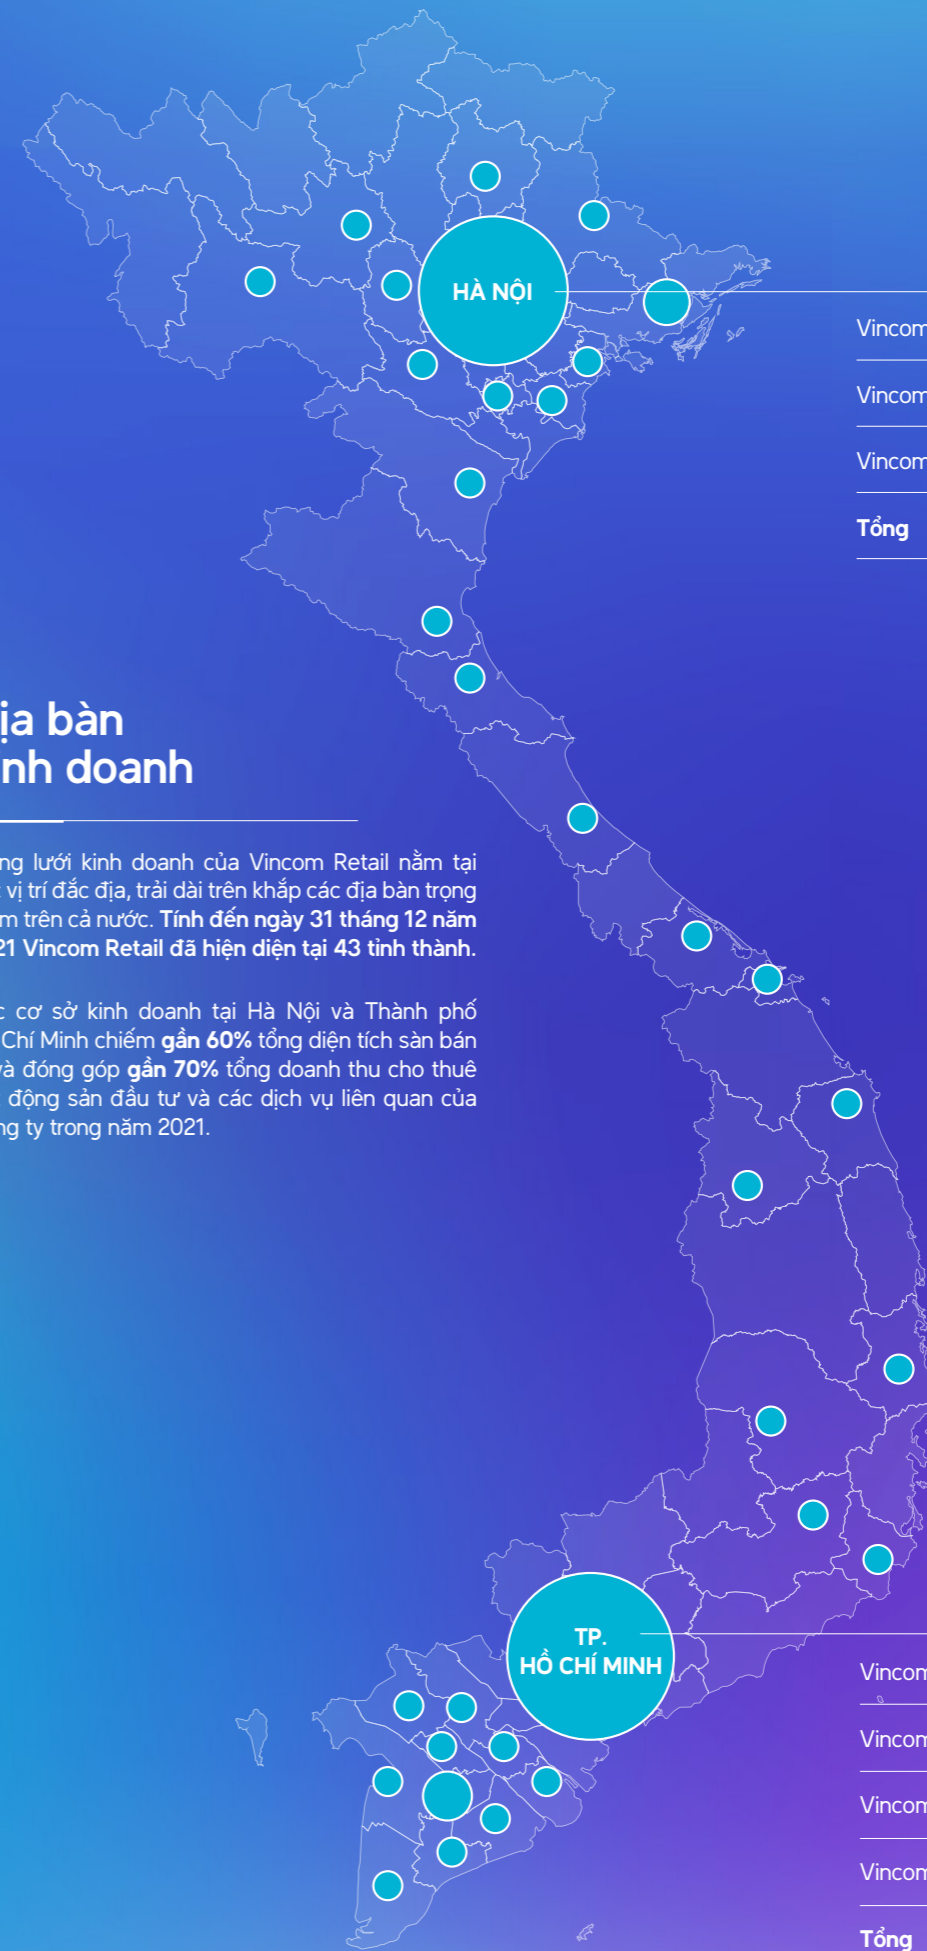 HÀ NỘI
Vincom
Vincom
Vincom
Tổng
ịa bàn
inh doanh
ng lưới kinh doanh của Vincom Retail nằm tại
vị trí đắc địa, trải dài trên khắp các địa bàn trọng
m trên cả nước. Tính đến ngày 31 tháng 12 năm
21 Vincom Retail đã hiện diện tại 43 tỉnh thành.
c cơ sở kinh doanh tại Hà Nội và Thành phố
Chí Minh chiếm gần 60% tổng diện tích sàn bán
và đóng góp gần 70% tổng doanh thu cho thuê
động sản đầu tư và các dịch vụ liên quan của
ng ty trong năm 2021.
TP.
HỒ CHÍ MINH
Vincom
Vincom
Vincom
Vincom
Tổng